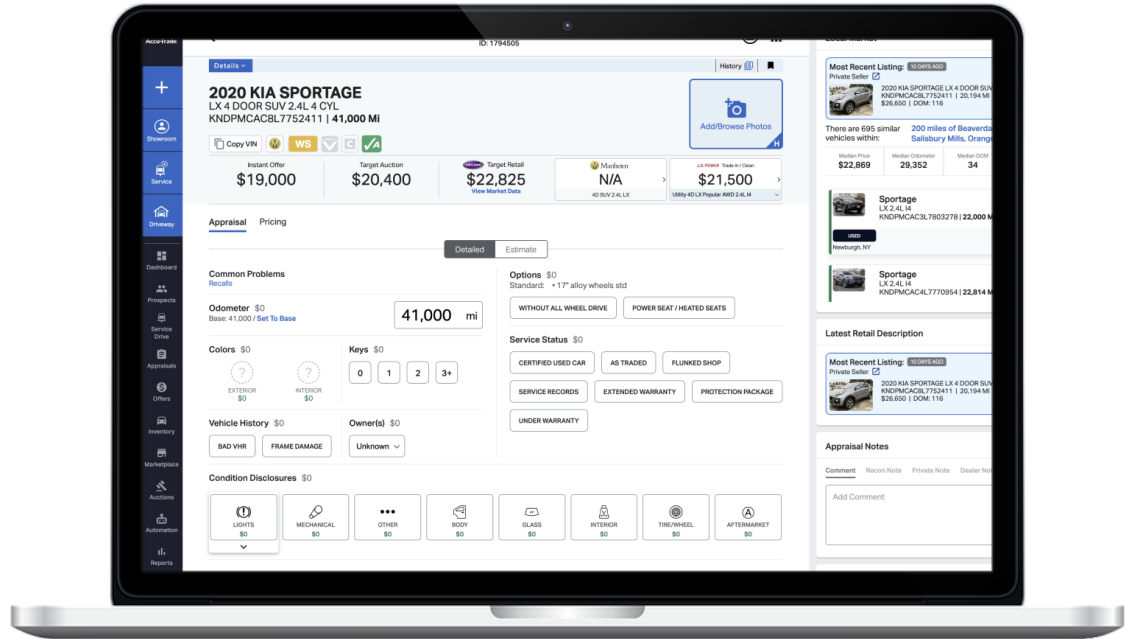 Accu-Trade
ID: 1794505
Showroom
Service
Driveway
Dashboard
Prospects
Service
Drive
Appraisals
Offers
Inventory
Marketplace
Auctions
Automation
Reports
Details
History
2020 KIA SPORTAGE
LX 4 DOOR SUV 2.4L 4 CYL
KNDPMCAC8L7752411 | 41,000 Mi
Copy VIN
WS
Add/Browse Photos
H
Instant Offer
$19,000
Target Auction
$20,400
Target Retail
$22,825
View Market Data
Manheim
N/A
4D SUV 2.4L LX
J.D. POWER Trade In / Clean
$21,500
Utility 4D LX Popular AWD 2.4L I4
Appraisal Pricing
Detailed Estimate
Common Problems
Recalls
Odometer $0
Base: 41,000 / Set To Base
41,000 mi
Colors $0
?
EXTERIOR
$0
?
INTERIOR
$0
Keys $0
0 1 2 3+
Vehicle History $0
BAD VHR FRAME DAMAGE
Owner(s) $0
Unknown
Options $0
Standard: • 17" alloy wheels std
WITHOUT ALL WHEEL DRIVE POWER SEAT / HEATED SEATS
Service Status $0
CERTIFIED USED CAR AS TRADED FLUNKED SHOP
SERVICE RECORDS EXTENDED WARRANTY PROTECTION PACKAGE
UNDER WARRANTY
Condition Disclosures $0
LIGHTS
$0
MECHANICAL
$0
OTHER
$0
BODY
$0
GLASS
$0
INTERIOR
$0
TIRE/WHEEL
$0
AFTERMARKET
$0
Most Recent Listing: 10 DAYS AGO
Private Seller
2020 KIA SPORTAGE LX 4 DOOR SUV
KNDPMCAC8L7752411 | 20,194 MI
$26,650 | DOM: 116
There are 695 similar
vehicles within:
200 miles of Beaverda
Salisbury Mills, Orang
Median Price
$22,869
Median Odometer
29,352
Median DOM
34
Sportage
LX 2.4L I4
KNDPMCAC3L7803278 | 22,000 M
USED
Newburgh, NY
Sportage
LX 2.4L I4
KNDPMCAC4L7770954 | 22,814 M
Latest Retail Description
Most Recent Listing: 10 DAYS AGO
Private Seller
2020 KIA SPORTAGE LX 4 DOOR SUV
KNDPMCAC8L7752411 | 20,194 MI
$26,650 | DOM: 116
Appraisal Notes
Comment Recon Note Private Note Dealer Not
Add Comment